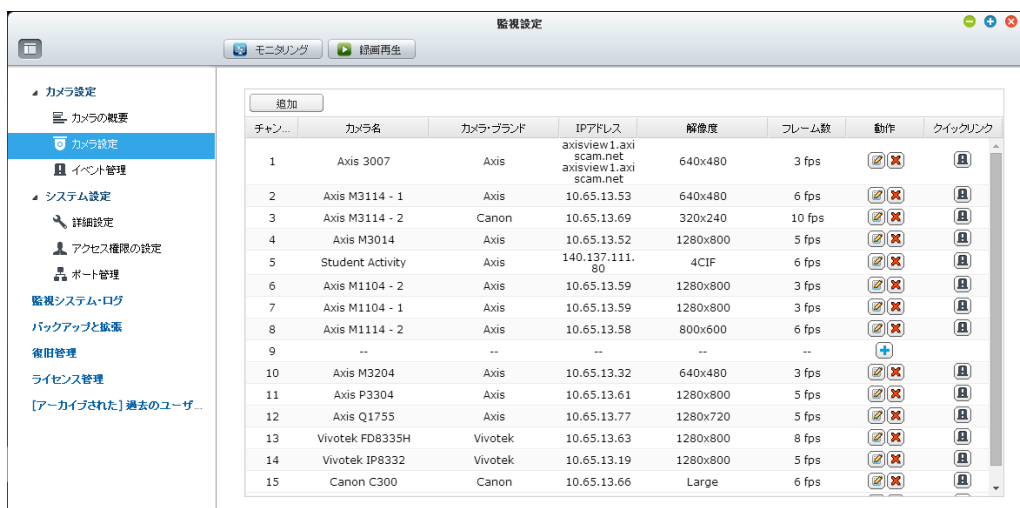 監視設定
モニタリング 録画再生
カメラ設定
カメラの概要
カメラ設定
イベント管理
システム設定
詳細設定
アクセス権限の設定
ポート管理
監視システム・ログ
バックアップと拡張
復旧管理
ライセンス管理
[アーカイブされた] 過去のユーザ...
追加
チャン... カメラ名 カメラ・ブランド IPアドレス 解像度 フレーム数 動作 クイックリンク
1 Axis 3007 Axis axisview1.axiscam.net axisview1.axiscam.net 640x480 3 fps
2 Axis M3114 - 1 Axis 10.65.13.53 640x480 6 fps
3 Axis M3114 - 2 Canon 10.65.13.69 320x240 10 fps
4 Axis M3014 Axis 10.65.13.52 1280x800 5 fps
5 Student Activity Axis 140.137.111.80 4CIF 6 fps
6 Axis M1104 - 2 Axis 10.65.13.59 1280x800 3 fps
7 Axis M1104 - 1 Axis 10.65.13.59 1280x800 3 fps
8 Axis M1114 - 2 Axis 10.65.13.58 800x600 6 fps
9 -- -- -- -- --
10 Axis M3204 Axis 10.65.13.32 640x480 3 fps
11 Axis P3304 Axis 10.65.13.61 1280x800 5 fps
12 Axis Q1755 Axis 10.65.13.77 1280x720 5 fps
13 Vivotek FD8335H Vivotek 10.65.13.63 1280x800 8 fps
14 Vivotek IP8332 Vivotek 10.65.13.19 1280x800 5 fps
15 Canon C300 Canon 10.65.13.66 Large 6 fps